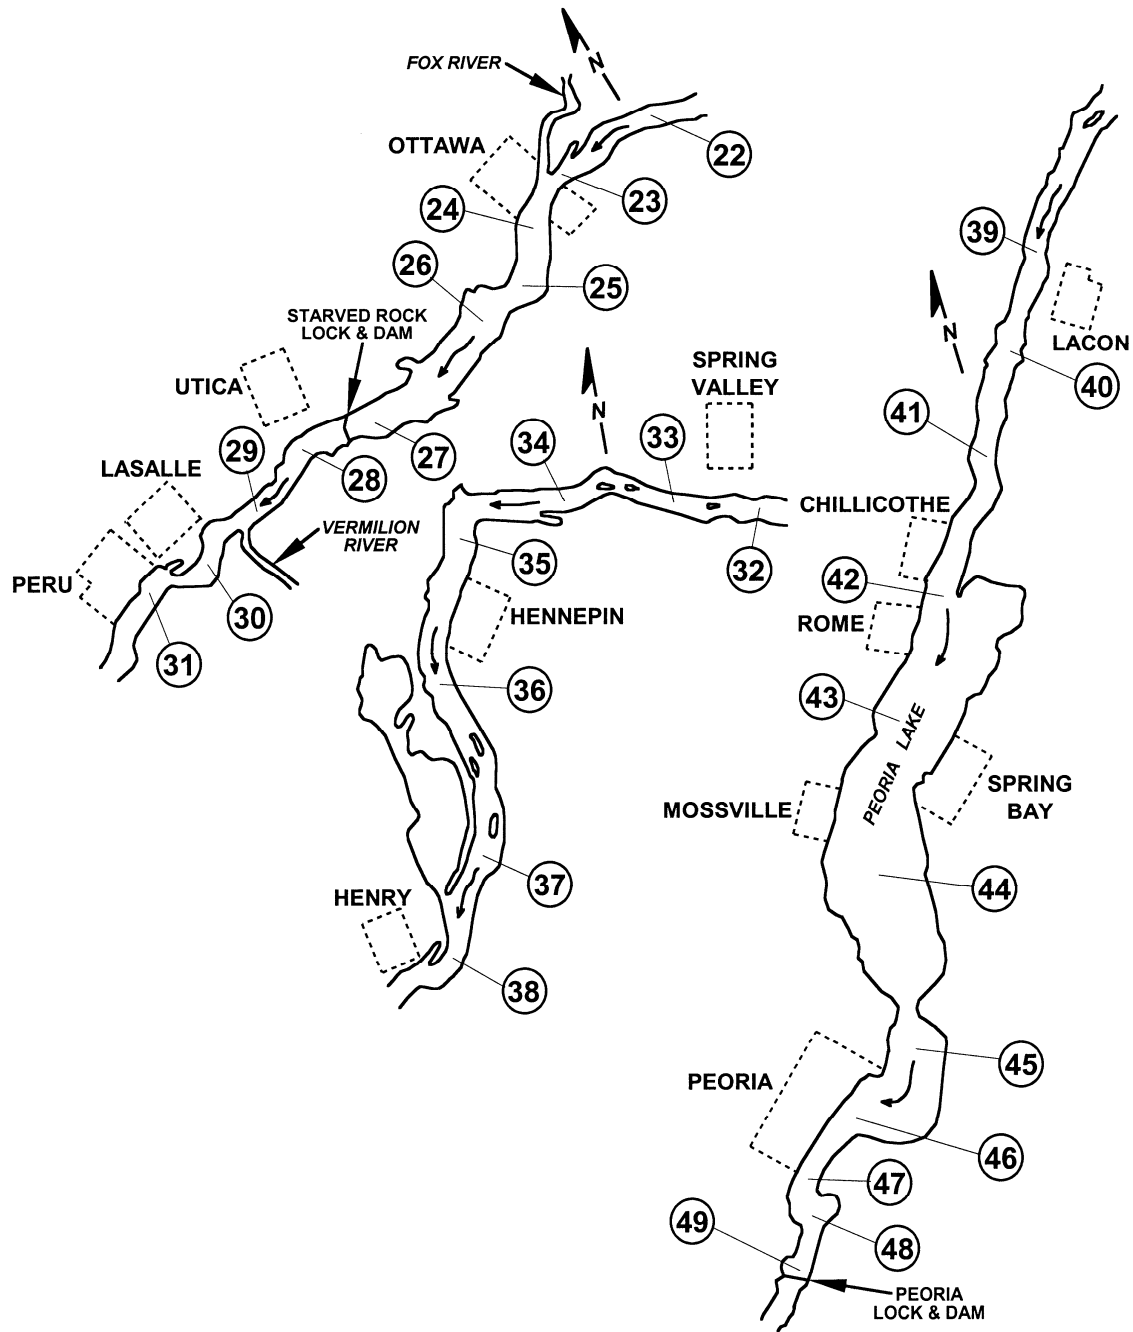 FOX RIVER
N
OTTAWA
22
23
24
25
26
STARVED ROCK
LOCK & DAM
UTICA
27
28
29
LASALLE
VERMILION
RIVER
PERU
30
31
SPRING
VALLEY
N
32
33
34
35
HENNEPIN
36
37
HENRY
38
39
N
LACON
40
41
CHILLICOTHE
42
ROME
43
PEORIA LAKE
MOSSVILLE
SPRING
BAY
44
45
PEORIA
46
47
48
49
PEORIA
LOCK & DAM